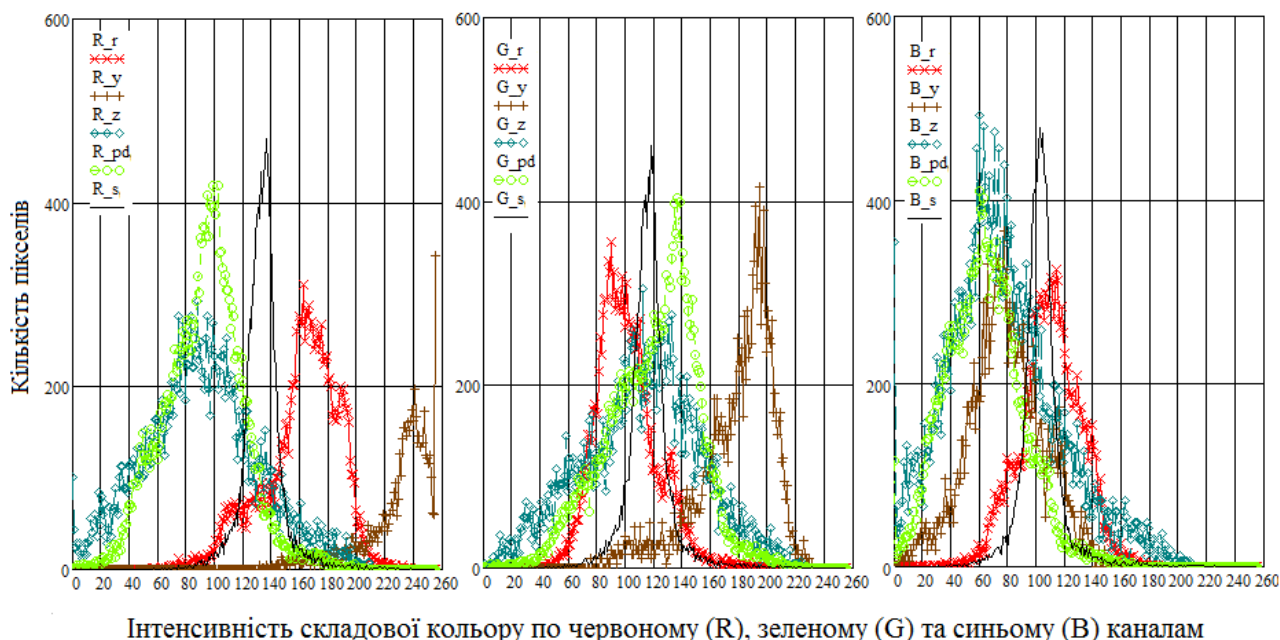 600
R_r
R_y
R_z
R_pd
R_s
400
200
0
0 20 40 60 80 100 120 140 160 180 200 220 240 260
600
G_r
G_y
G_z
G_pd
G_s
400
200
0
0 20 40 60 80 100 120 140 160 180 200 220 240 260
600
B_r
B_y
B_z
B_pd
B_s
400
200
0
0 20 40 60 80 100 120 140 160 180 200 220 240 260
Кількість пікселів
Інтенсивність складової кольору по червоному (R), зеленому (G) та синьому (B) каналам